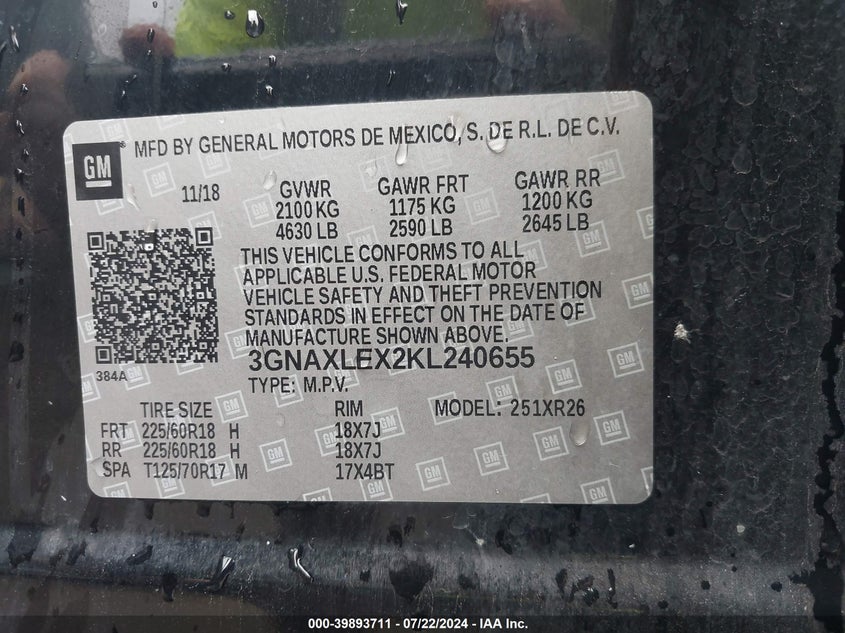 GM
MFD BY GENERAL MOTORS DE MEXICO, S. DE R.L. DE C.V.
11/18 GVWR GAWR FRT GAWR RR
2100 KG 1175 KG 1200 KG
4630 LB 2590 LB 2645 LB
THIS VEHICLE CONFORMS TO ALL
APPLICABLE U.S. FEDERAL MOTOR
VEHICLE SAFETY AND THEFT PREVENTION
STANDARDS IN EFFECT ON THE DATE OF
MANUFACTURE SHOWN ABOVE.
3GNAXLEX2KL240655
384A
TYPE: M.P.V.
TIRE SIZE RIM MODEL: 251XR26
FRT 225/60R18 H 18X7J
RR 225/60R18 H 18X7J
SPA T125/70R17 M 17X4BT
000-39893711 - 07/22/2024 - IAA Inc.